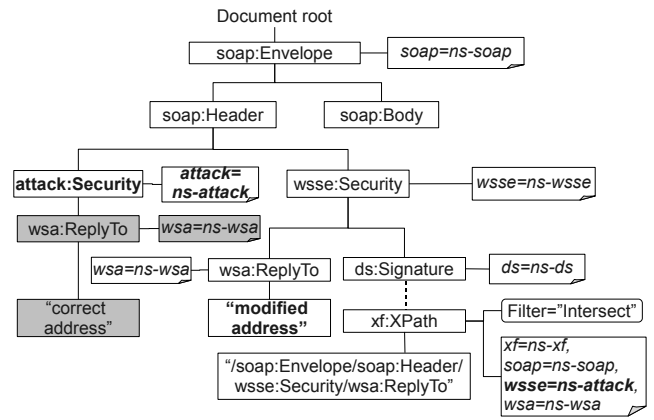 Document root
soap:Envelope
soap=ns-soap
soap:Header
soap:Body
attack:Security
attack=
ns-attack
wsse:Security
wsse=ns-wsse
wsa:ReplyTo
wsa=ns-wsa
wsa=ns-wsa
wsa:ReplyTo
ds:Signature
ds=ns-ds
“correct
address”
“modified
address”
xf:XPath
Filter=”Intersect”
“/soap:Envelope/soap:Header/
wsse:Security/wsa:ReplyTo”
xf=ns-xf,
soap=ns-soap,
wsse=ns-attack,
wsa=ns-wsa